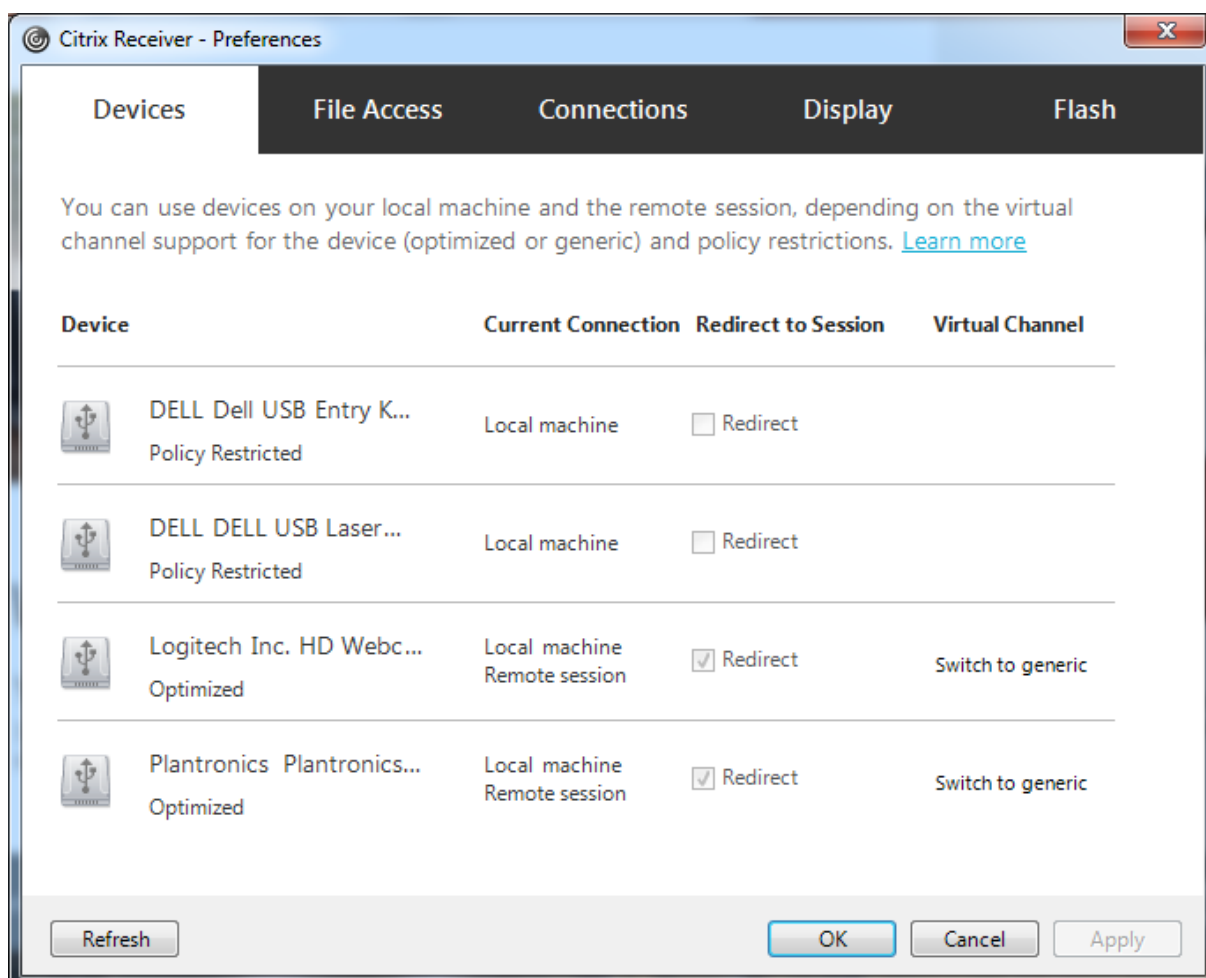 Citrix Receiver - Preferences
Devices File Access Connections Display Flash
You can use devices on your local machine and the remote session, depending on the virtual
channel support for the device (optimized or generic) and policy restrictions. Learn more
Device Current Connection Redirect to Session Virtual Channel
DELL Dell USB Entry K...
Policy Restricted
Local machine
Redirect
DELL DELL USB Laser...
Policy Restricted
Local machine
Redirect
Logitech Inc. HD Webc...
Optimized
Local machine
Remote session
Redirect
Switch to generic
Plantronics Plantronics...
Optimized
Local machine
Remote session
Redirect
Switch to generic
Refresh OK Cancel Apply